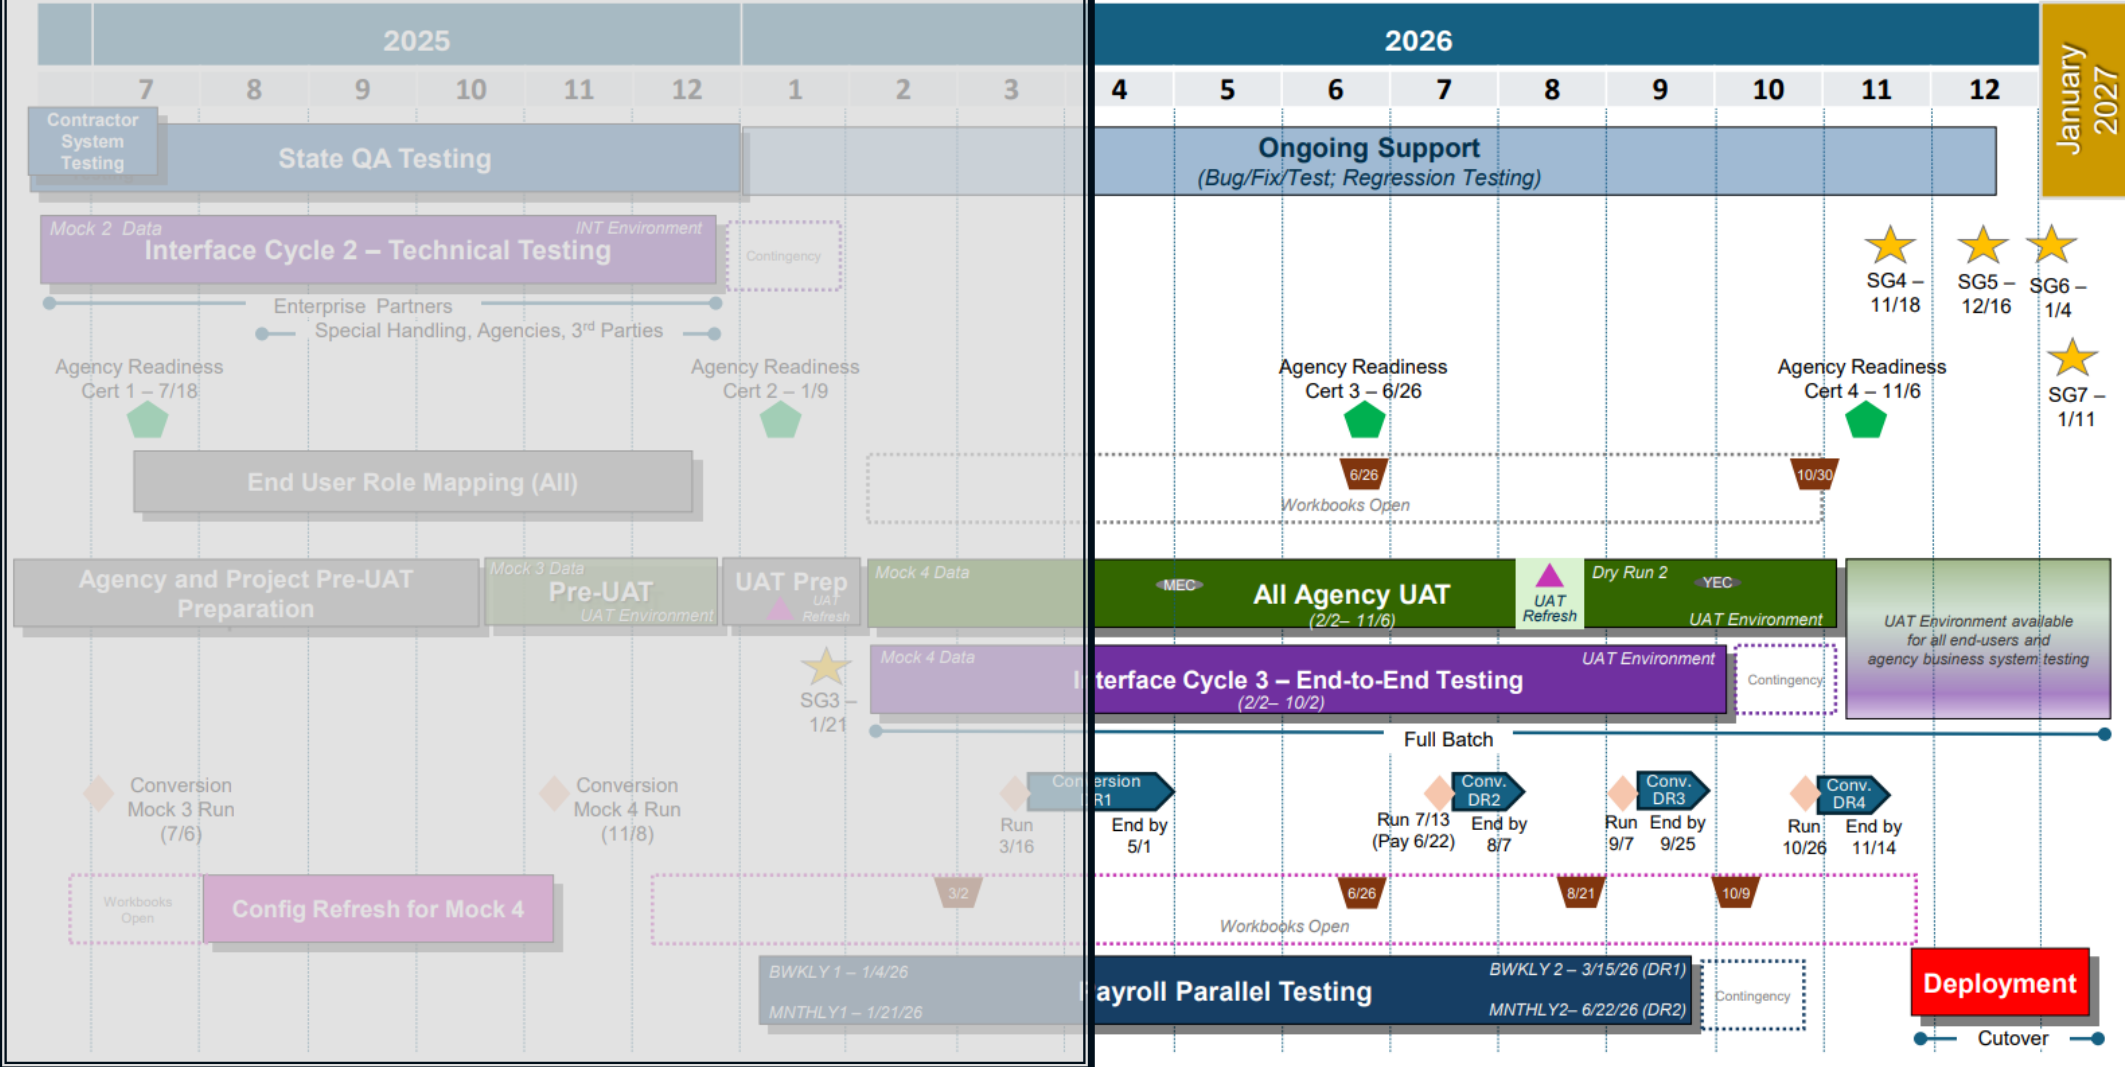 2025
2026
January
2027
7
8
9
10
11
12
1
2
3
4
5
6
7
8
9
10
11
12
Contractor
System
Testing
State QA Testing
Ongoing Support
(Bug/Fix/Test; Regression Testing)
Mock 2 Data
INT Environment
Interface Cycle 2 – Technical Testing
Contingency
Enterprise Partners
Special Handling, Agencies, 3rd Parties
SG4 –
11/18
SG5 –
12/16
SG6 –
1/4
SG7 –
1/11
Agency Readiness
Cert 1 – 7/18
Agency Readiness
Cert 2 – 1/9
Agency Readiness
Cert 3 – 6/26
Agency Readiness
Cert 4 – 11/6
End User Role Mapping (All)
6/26
10/30
Workbooks Open
Agency and Project Pre-UAT
Preparation
Mock 3 Data
Pre-UAT
UAT Environment
UAT Prep
UAT
Refresh
Mock 4 Data
MEC
All Agency UAT
(2/2– 11/6)
UAT
Refresh
Dry Run 2
YEC
UAT Environment
UAT Environment available
for all end-users and
agency business system testing
SG3 –
1/21
Mock 4 Data
UAT Environment
Interface Cycle 3 – End-to-End Testing
(2/2– 10/2)
Contingency
Full Batch
Conversion
Mock 3 Run
(7/6)
Conversion
Mock 4 Run
(11/8)
Conversion
DR1
Run
3/16
End by
5/1
Conv.
DR2
Run 7/13
(Pay 6/22)
End by
8/7
Conv.
DR3
Run
9/7
End by
9/25
Conv.
DR4
Run
10/26
End by
11/14
Workbooks
Open
Config Refresh for Mock 4
3/2
6/26
8/21
10/9
Workbooks Open
BWKLY 1 – 1/4/26
MNTHLY1 – 1/21/26
Payroll Parallel Testing
BWKLY 2 – 3/15/26 (DR1)
MNTHLY2– 6/22/26 (DR2)
Contingency
Deployment
Cutover